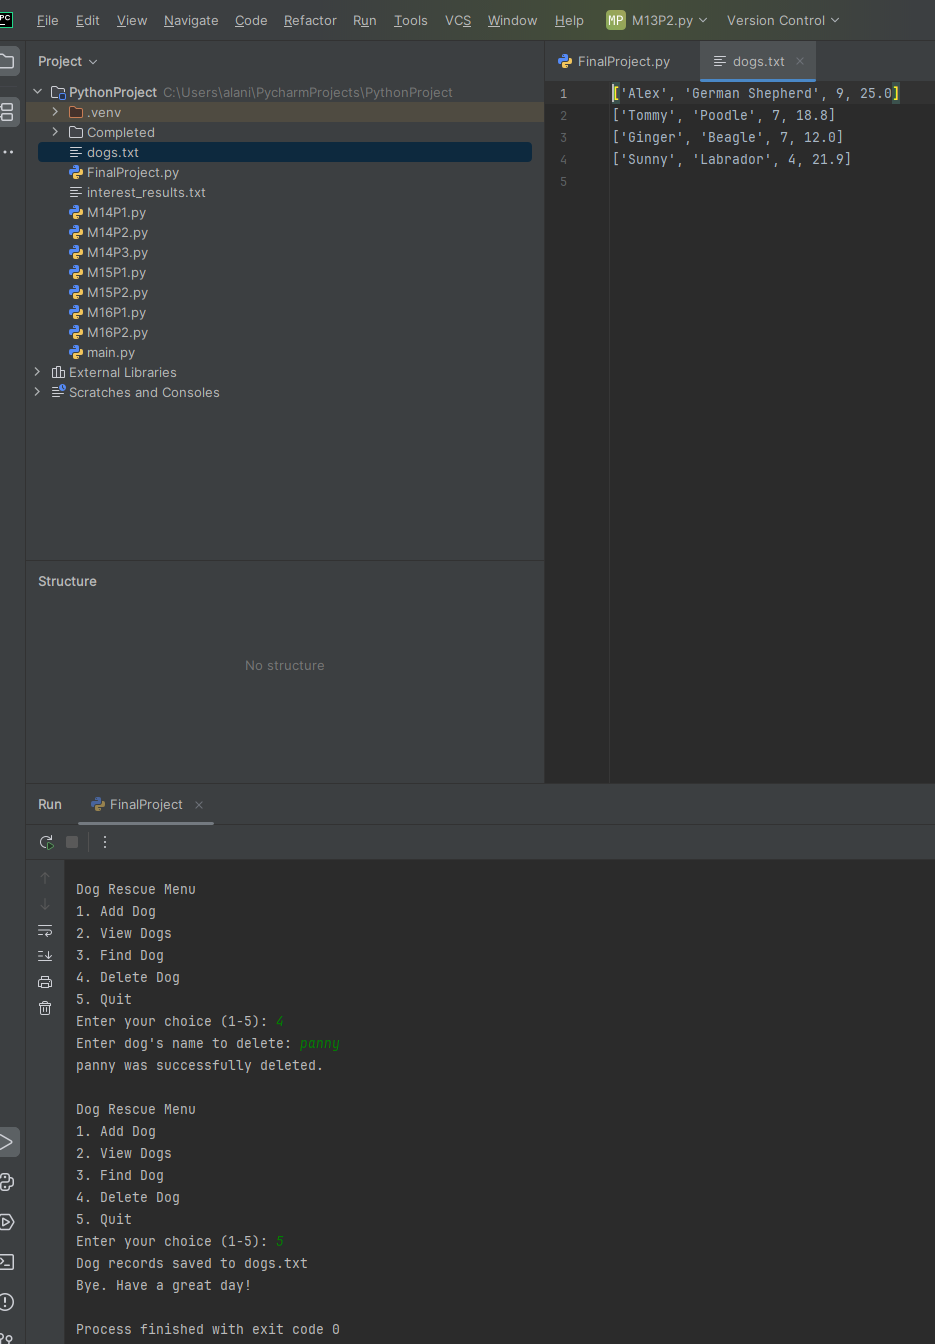 PC File Edit View Navigate Code Refactor Run Tools VCS Window Help MP M13P2.py Version Control
Project
PythonProject C:\Users\alani\PycharmProjects\PythonProject
.venv
Completed
dogs.txt
FinalProject.py
interest_results.txt
M14P1.py
M14P2.py
M14P3.py
M15P1.py
M15P2.py
M16P1.py
M16P2.py
main.py
External Libraries
Scratches and Consoles
FinalProject.py dogs.txt
1 ['Alex', 'German Shepherd', 9, 25.0]
2 ['Tommy', 'Poodle', 7, 18.8]
3 ['Ginger', 'Beagle', 7, 12.0]
4 ['Sunny', 'Labrador', 4, 21.9]
5
Structure
No structure
Run FinalProject
Dog Rescue Menu
1. Add Dog
2. View Dogs
3. Find Dog
4. Delete Dog
5. Quit
Enter your choice (1-5): 4
Enter dog's name to delete: panny
panny was successfully deleted.
Dog Rescue Menu
1. Add Dog
2. View Dogs
3. Find Dog
4. Delete Dog
5. Quit
Enter your choice (1-5): 5
Dog records saved to dogs.txt
Bye. Have a great day!
Process finished with exit code 0